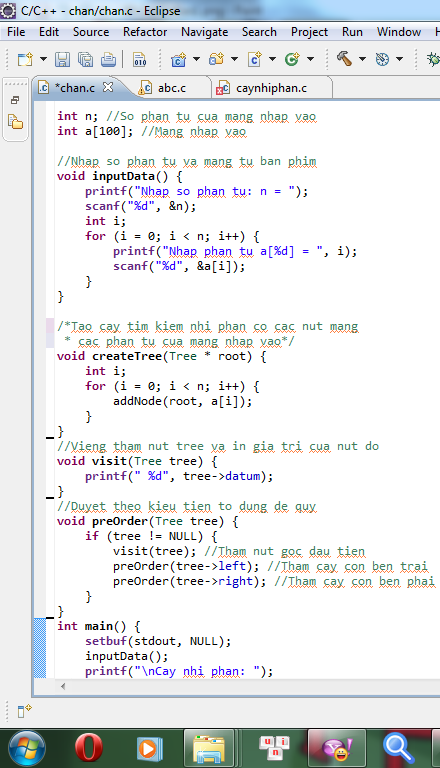 C/C++ - chan/chan.c - Eclipse
File Edit Source Refactor Navigate Search Project Run Window
*chan.c abc.c caynhiphan.c
int n; //So phan tu cua mang nhap vao
int a[100]; //Mang nhap vao
//Nhap so phan tu va mang tu ban phim
void inputData() {
printf("Nhap so phan tu: n = ");
scanf("%d", &n);
int i;
for (i = 0; i < n; i++) {
printf("Nhap phan tu a[%d] = ", i);
scanf("%d", &a[i]);
}
}
/*Tao cay tim kiem nhi phan co cac nut mang
* cac phan tu cua mang nhap vao*/
void createTree(Tree * root) {
int i;
for (i = 0; i < n; i++) {
addNode(root, a[i]);
}
}
//Vieng tham nut tree va in gia tri cua nut do
void visit(Tree tree) {
printf(" %d", tree->datum);
}
//Duyet theo kieu tien to dung de quy
void preOrder(Tree tree) {
if (tree != NULL) {
visit(tree); //Tham nut goc dau tien
preOrder(tree->left); //Tham cay con ben trai
preOrder(tree->right); //Tham cay con ben phai
}
}
int main() {
setbuf(stdout, NULL);
inputData();
printf("\nCay nhi phan: ");